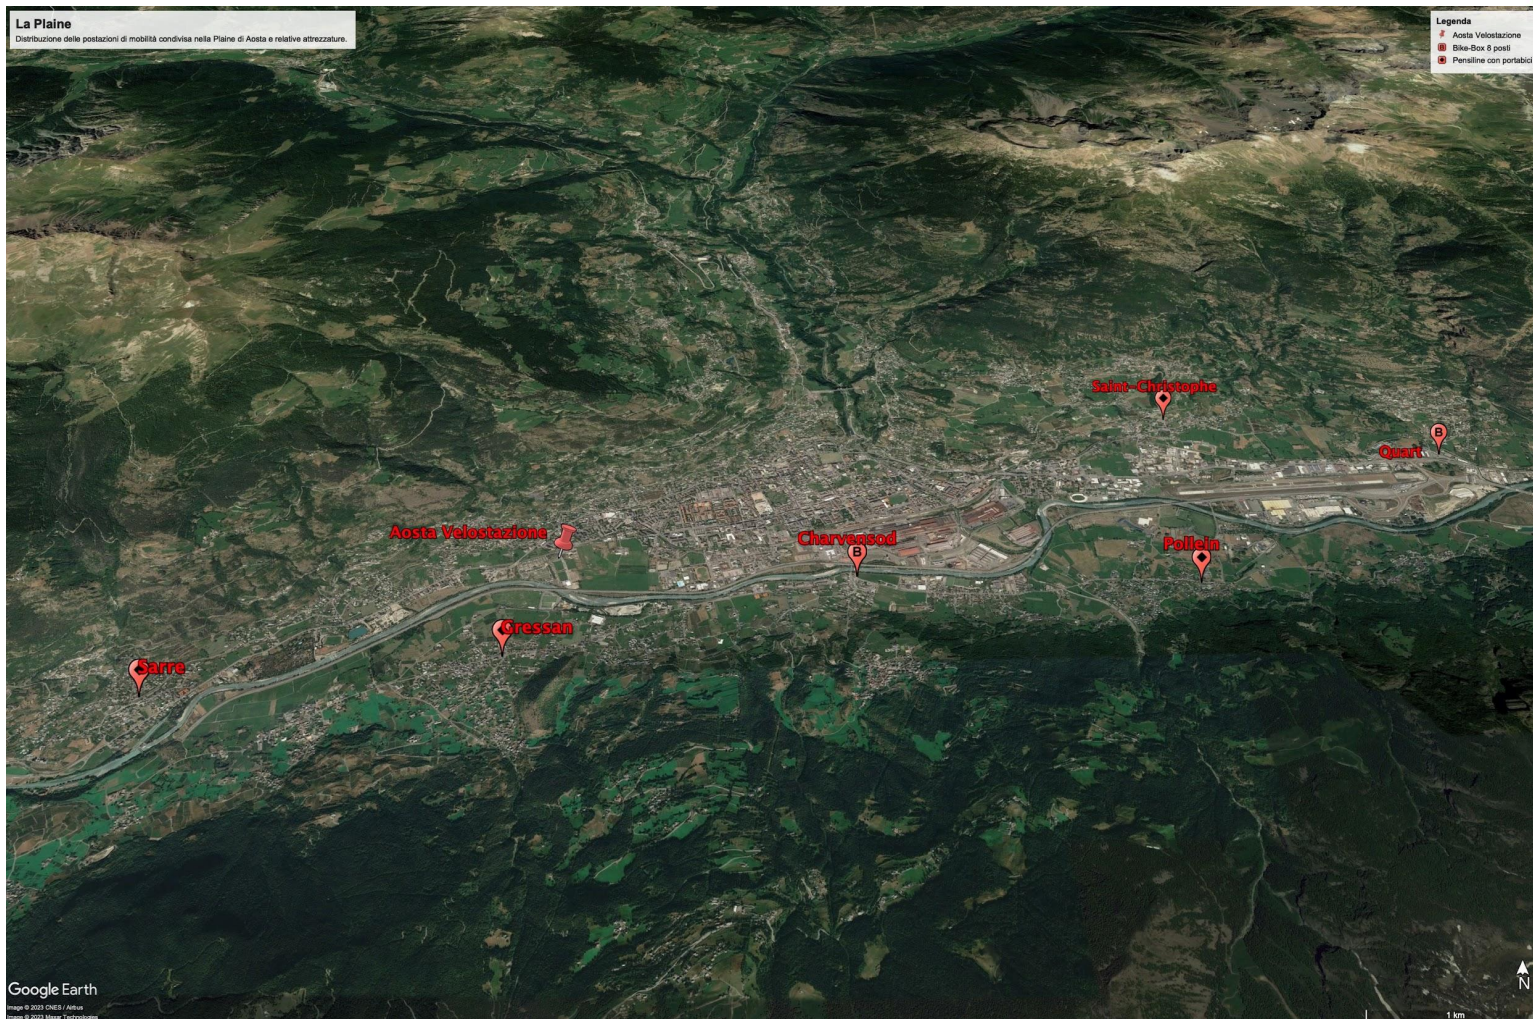 La Plaine
Distribuzione delle postazioni di mobilità condivisa nella Plaine di Aosta e relative attrezzature.
Legenda
Aosta Velostazione
B Bike-Box 8 posti
Pensiline con portabici
Saint-Christophe
B
Quart
Aosta Velostazione
Charvensod
B
Pollein
Gressan
Sarre
Google Earth
Image © 2023 CNES / Airbus
Image © 2023 Maxar Technologies
N
1 km